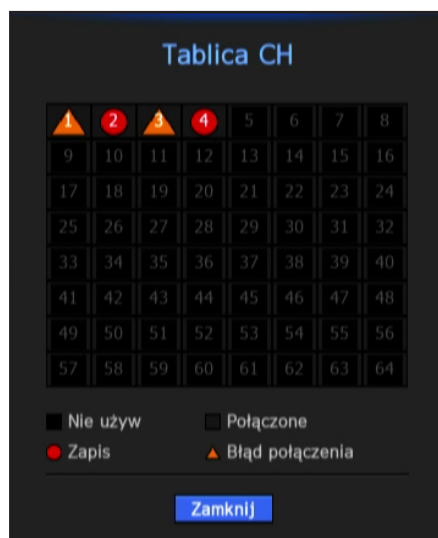 Tablica CH
1 2 3 4 5 6 7 8
9 10 11 12 13 14 15 16
17 18 19 20 21 22 23 24
25 26 27 28 29 30 31 32
33 34 35 36 37 38 39 40
41 42 43 44 45 46 47 48
49 50 51 52 53 54 55 56
57 58 59 60 61 62 63 64
Nie używ Połączone
Zapis Błąd połączenia
Zamknij